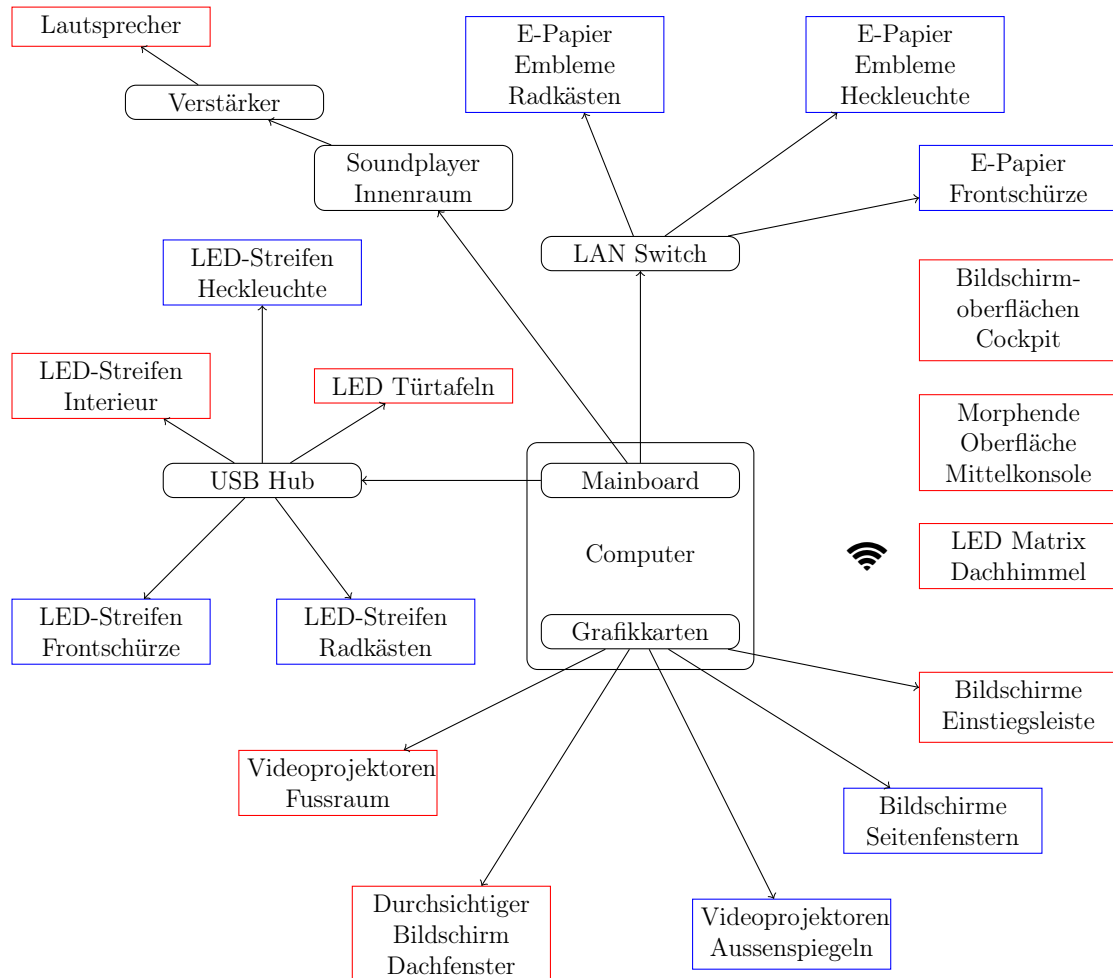 Lautsprecher
E-Papier
Embleme
Radkästen
E-Papier
Embleme
Heckleuchte
Verstärker
Soundplayer
Innenraum
E-Papier
Frontschürze
LAN Switch
LED-Streifen
Heckleuchte
Bildschirm-
oberflächen
Cockpit
LED-Streifen
Interieur
LED Türtafeln
Morphende
Oberfläche
Mittelkonsole
USB Hub
Mainboard
Computer
LED Matrix
Dachhimmel
LED-Streifen
Frontschürze
LED-Streifen
Radkästen
Grafikkarten
Bildschirme
Einstiegsleiste
Videoprojektoren
Fussraum
Bildschirme
Seitenfenstern
Durchsichtiger
Bildschirm
Dachfenster
Videoprojektoren
Aussenspiegeln